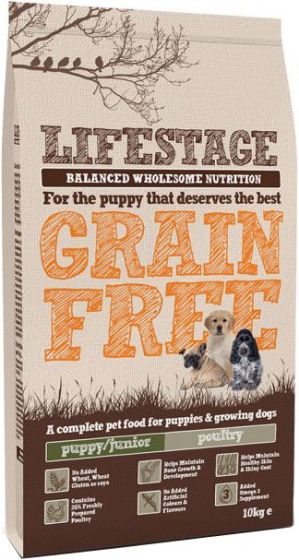 LIFESTAGE
BALANCED WHOLESOME NUTRITION
For the puppy that deserves the best
GRAIN
FREE
A complete pet food for puppies & growing dogs
puppy/junior poultry
No Added
Wheat, Wheat
Gluten or soya
Helps Maintain
Bone Growth &
Development
Helps Maintain
Healthy Skin
& Shiny Coat
Contains
26% Freshly
Prepared
Poultry
No Added
Artificial
Colours &
Flavours
3
Added
Omega 3
Supplement
10kg e